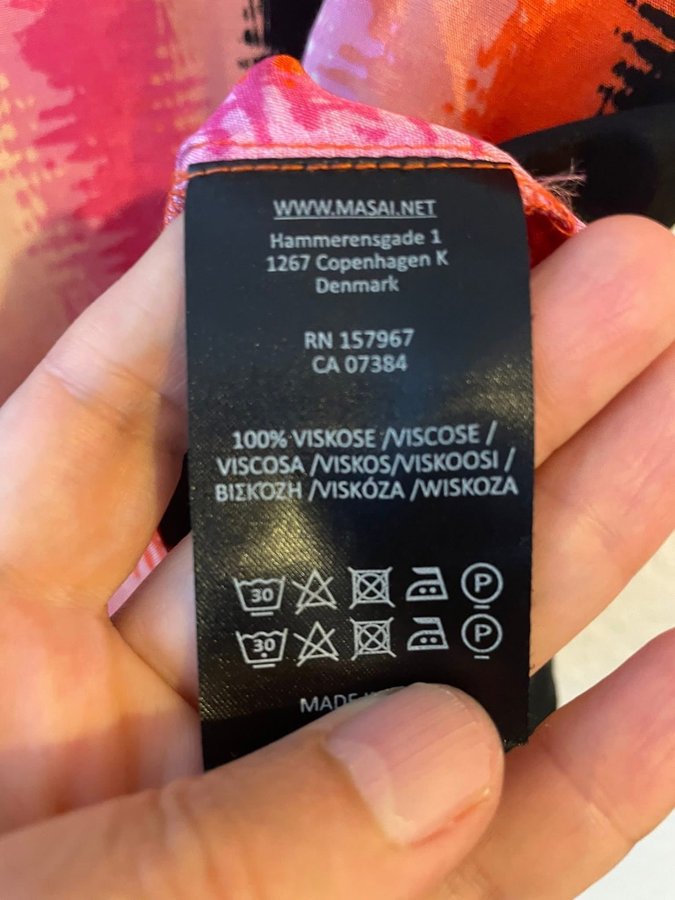 WWW.MASAI.NET
Hammerensgade 1
1267 Copenhagen K
Denmark
RN 157967
CA 07384
100% VISKOSE /VISCOSE /
VISCOSA /VISKOS/VISKOOSI /
ΒΙΣΚΟΖΗ /VISKÓZA /WISKOZA
30 P
30 P
MADE